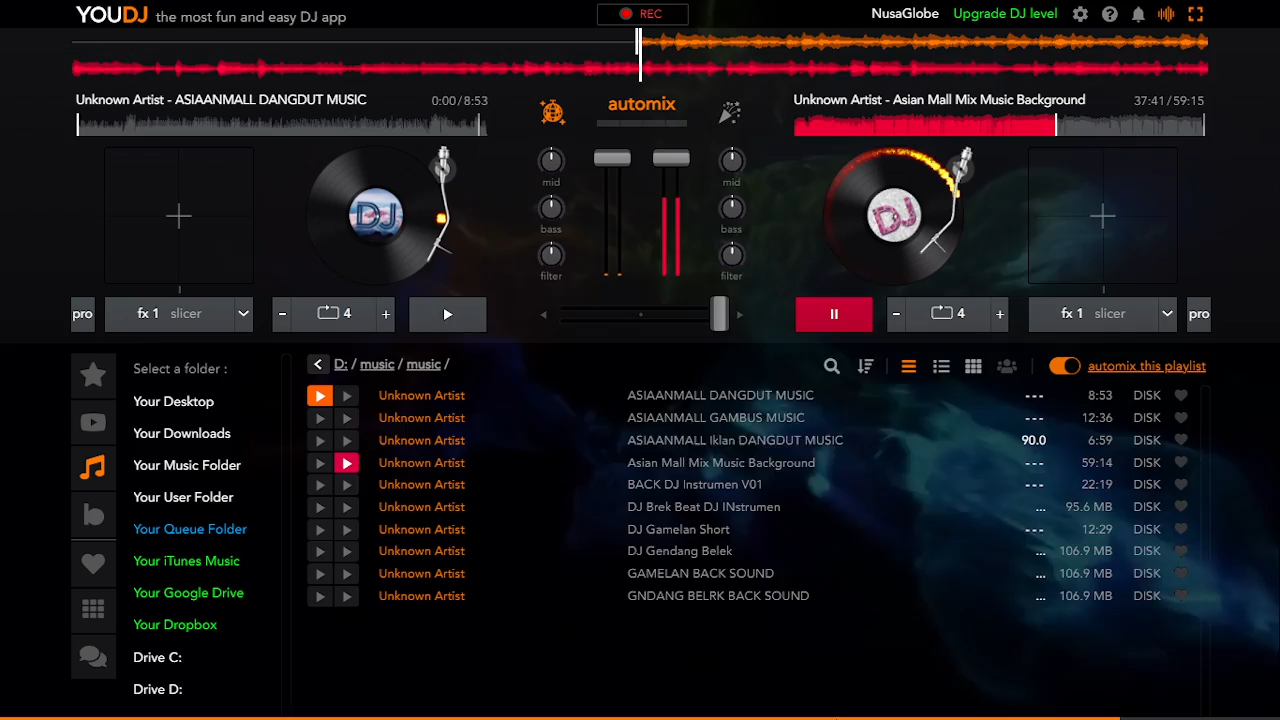 YOUDJ the most fun and easy DJ app
REC
NusaGlobe Upgrade DJ level
Unknown Artist - ASIAANMALL DANGDUT MUSIC 0:00/8:53
automix
Unknown Artist - Asian Mall Mix Music Background 37:41/59:15
mid mid
DJ DJ
bass bass
filter filter
pro fx 1 slicer - 4 + - 4 + fx 1 slicer pro
Select a folder :
Your Desktop
Your Downloads
Your Music Folder
Your User Folder
Your Queue Folder
Your iTunes Music
Your Google Drive
Your Dropbox
Drive C:
Drive D:
D: / music / music / automix this playlist
Unknown Artist ASIAANMALL DANGDUT MUSIC --- 8:53 DISK
Unknown Artist ASIAANMALL GAMBUS MUSIC --- 12:36 DISK
Unknown Artist ASIAANMALL Iklan DANGDUT MUSIC 90.0 6:59 DISK
Unknown Artist Asian Mall Mix Music Background --- 59:14 DISK
Unknown Artist BACK DJ Instrumen V01 --- 22:19 DISK
Unknown Artist DJ Brek Beat DJ INstrumen ... 95.6 MB DISK
Unknown Artist DJ Gamelan Short --- 12:29 DISK
Unknown Artist DJ Gendang Belek ... 106.9 MB DISK
Unknown Artist GAMELAN BACK SOUND ... 106.9 MB DISK
Unknown Artist GNDANG BELRK BACK SOUND ... 106.9 MB DISK